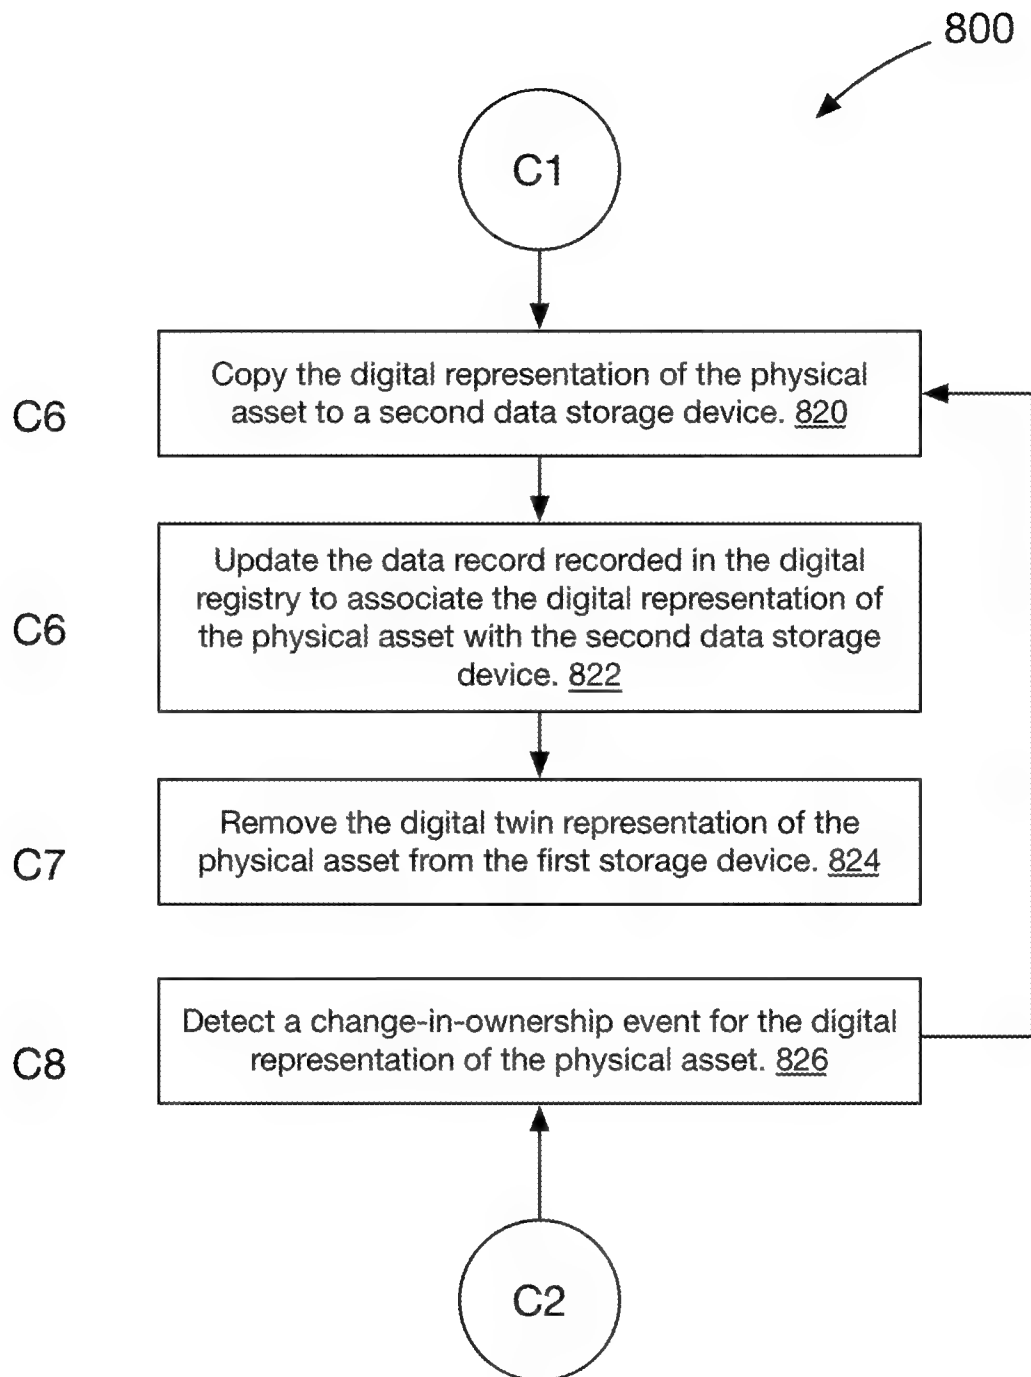 800
C1
C6
Copy the digital representation of the physical
asset to a second data storage device. 820
C6
Update the data record recorded in the digital
registry to associate the digital representation of
the physical asset with the second data storage
device. 822
C7
Remove the digital twin representation of the
physical asset from the first storage device. 824
C8
Detect a change-in-ownership event for the digital
representation of the physical asset. 826
C2